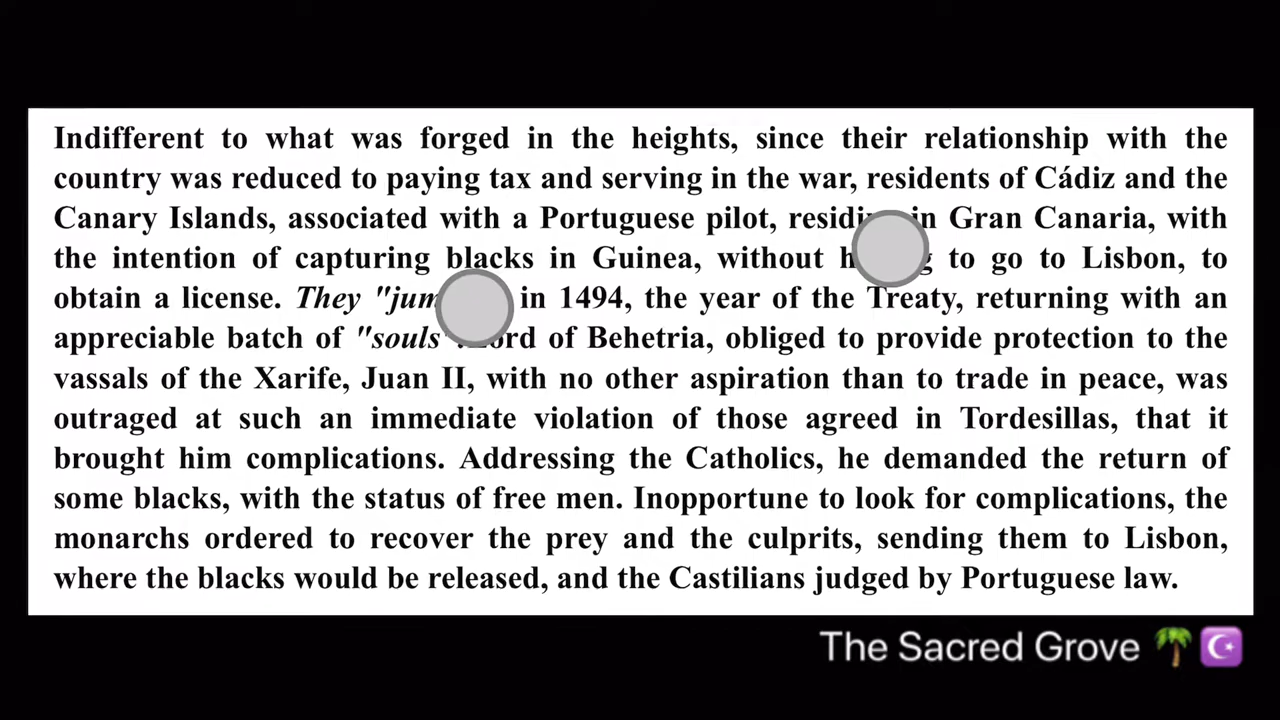 Indifferent to what was forged in the heights, since their relationship with the
country was reduced to paying tax and serving in the war, residents of Cádiz and the
Canary Islands, associated with a Portuguese pilot, in Gran Canaria, with
the intention of capturing blacks in Guinea, without to go to Lisbon, to
obtain a license. They in 1494, the year of the Treaty, returning with an
appreciable batch of "souls" of Behetria, obliged to provide protection to the
vassals of the Xarife, Juan II, with no other aspiration than to trade in peace, was
outraged at such an immediate violation of those agreed in Tordesillas, that it
brought him complications. Addressing the Catholics, he demanded the return of
some blacks, with the status of free men. Inopportune to look for complications, the
monarchs ordered to recover the prey and the culprits, sending them to Lisbon,
where the blacks would be released, and the Castilians judged by Portuguese law.
The Sacred Grove 🌴☪️